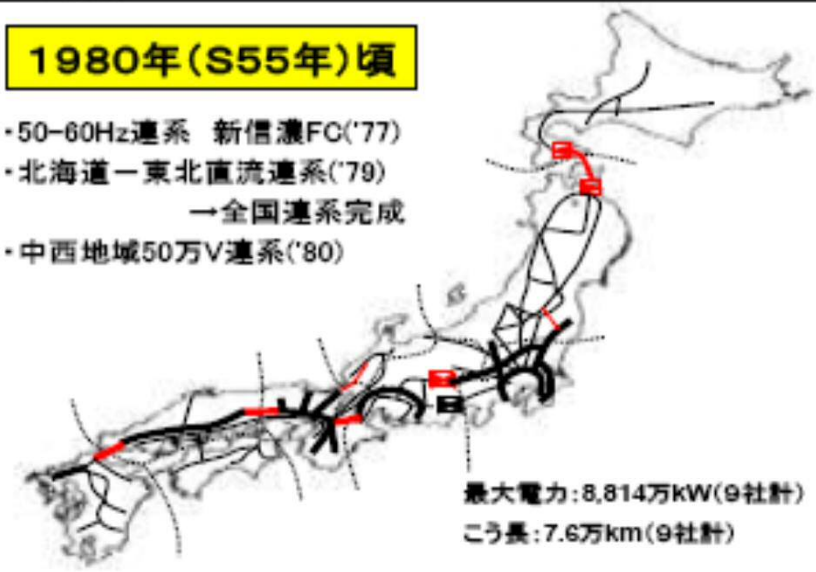 1980年(S55年)頃
・50-60Hz連系　新信濃FC('77)
・北海道－東北直流連系('79)
→全国連系完成
・中西地域50万V連系('80)
最大電力：8,814万kW(9社計)
こう長：7.6万km(9社計)